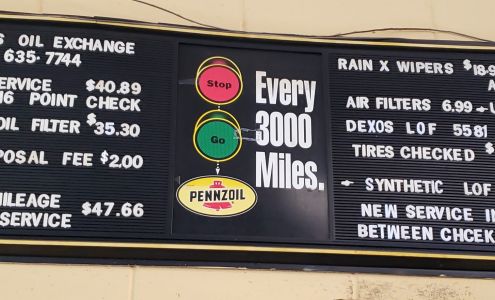 S OIL EXCHANGE
635-7744
SERVICE $40.89
16 POINT CHECK
OIL FILTER $35.30
POSAL FEE $2.00
MILEAGE
SERVICE $47.66
Stop
Go
PENNZOIL
Every
3000
Miles.
RAIN X WIPERS $18.9
AIR FILTERS 6.99-
DEXOS LOF 5581
TIRES CHECKED $
SYNTHETIC LOF
NEW SERVICE IN
BETWEEN CHCEK